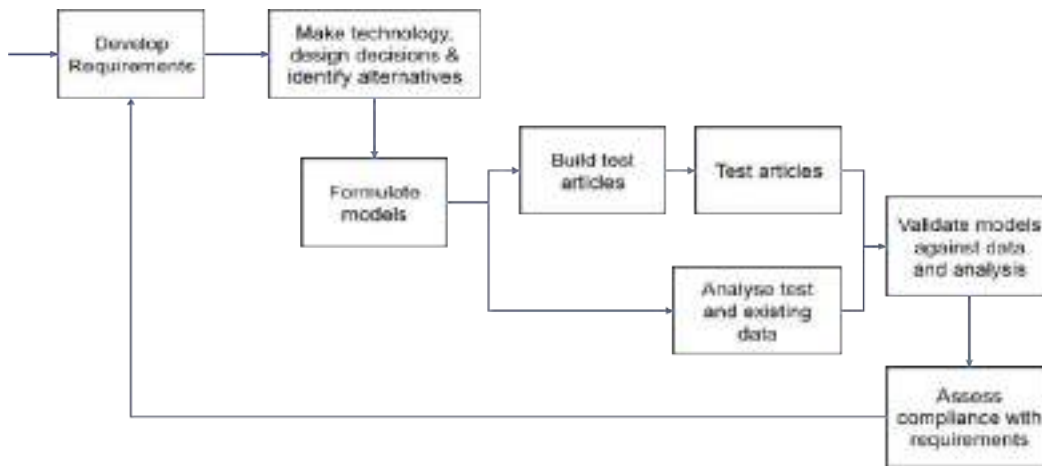 Develop
Requirements
Make technology,
design decisions &
identify alternatives
Formulate
models
Build test
articles
Test articles
Analyse test
and existing
data
Validate models
against data
and analysis
Assess
compliance with
requirements